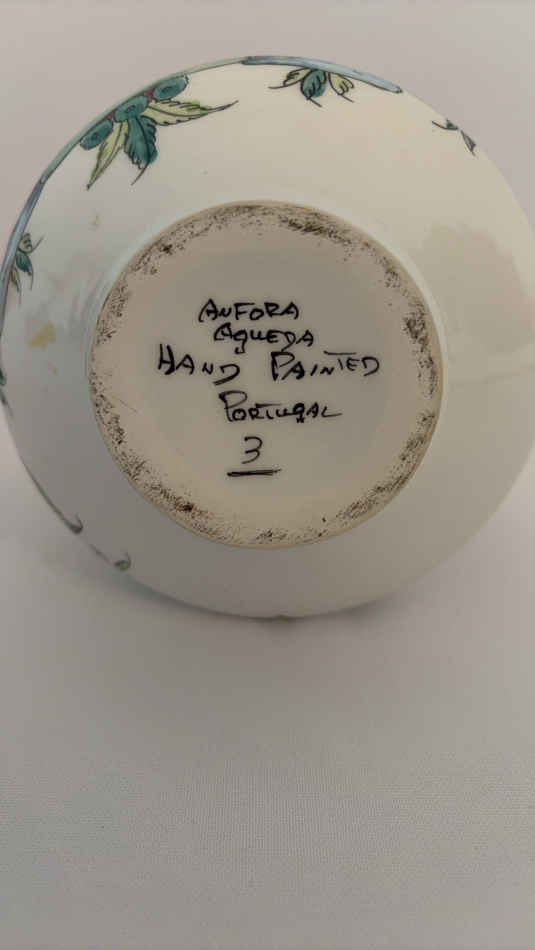 ANFORA
AGUEDA
HAND PAINTED
PORTUGAL
3